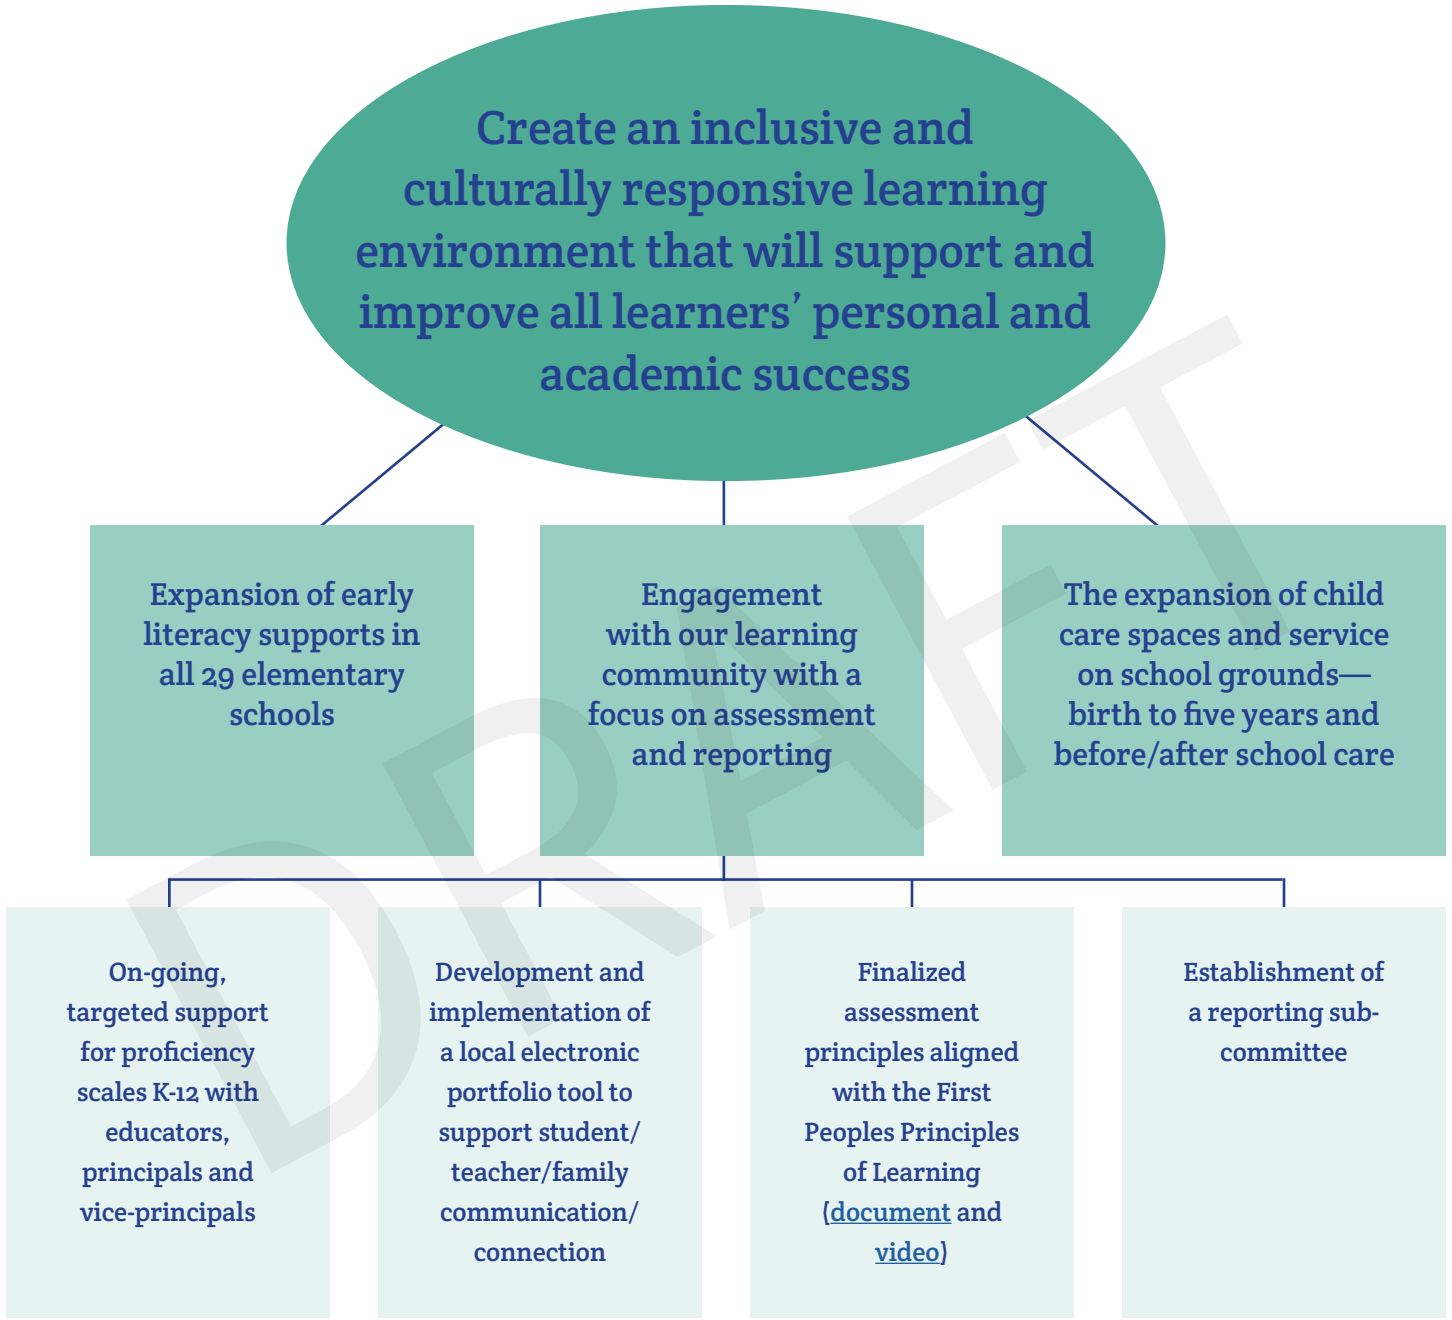 Create an inclusive and
culturally responsive learning
environment that will support and
improve all learners’ personal and
academic success
Expansion of early
literacy supports in
all 29 elementary
schools
Engagement
with our learning
community with a
focus on assessment
and reporting
The expansion of child
care spaces and service
on school grounds—
birth to five years and
before/after school care
On-going,
targeted support
for proficiency
scales K-12 with
educators,
principals and
vice-principals
Development and
implementation of
a local electronic
portfolio tool to
support student/
teacher/family
communication/
connection
Finalized
assessment
principles aligned
with the First
Peoples Principles
of Learning
(document and
video)
Establishment of
a reporting sub-
committee
DRAFT